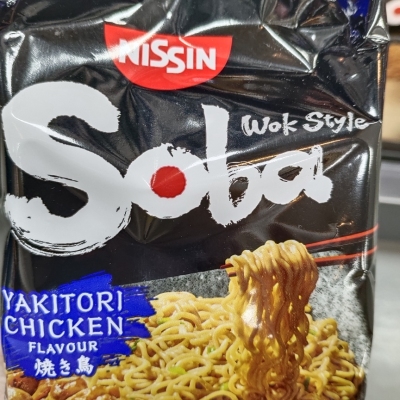 NISSIN
Wok Style
Soba
YAKITORI
CHICKEN
FLAVOUR
焼き鳥